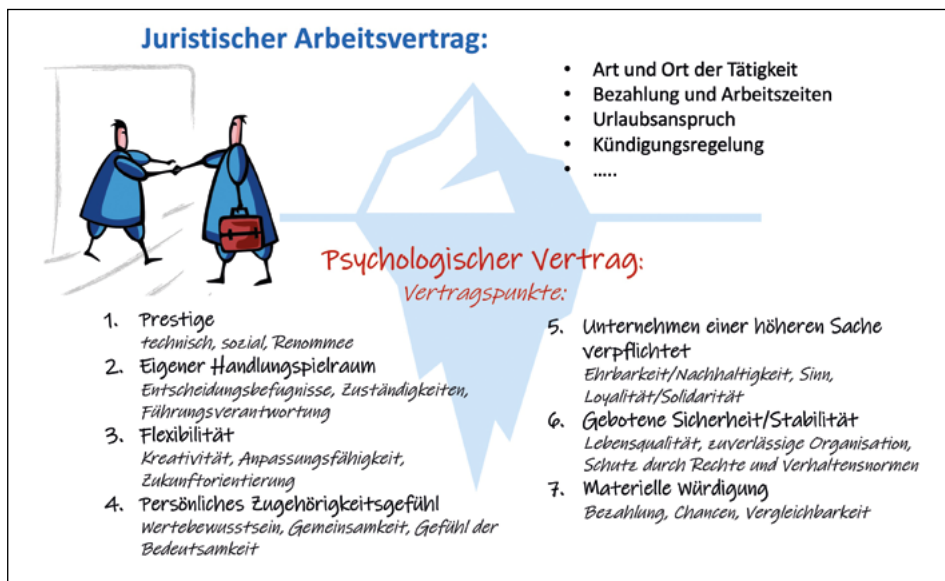 Juristischer Arbeitsvertrag:
• Art und Ort der Tätigkeit
• Bezahlung und Arbeitszeiten
• Urlaubsanspruch
• Kündigungsregelung
• .....
Psychologischer Vertrag:
Vertragspunkte:
1. Prestige
technisch, sozial, Renommee
2. Eigener Handlungspielraum
Entscheidungsbefugnisse, Zuständigkeiten,
Führungsverantwortung
3. Flexibilität
Kreativität, Anpassungsfähigkeit,
Zukunftorientierung
4. Persönliches Zugehörigkeitsgefühl
Wertebewusstsein, Gemeinsamkeit, Gefühl der
Bedeutsamkeit
5. Unternehmen einer höheren Sache
verpflichtet
Ehrbarkeit/Nachhaltigkeit, Sinn,
Loyalität/Solidarität
6. Gebotene Sicherheit/Stabilität
Lebensqualität, zuverlässige Organisation,
Schutz durch Rechte und Verhaltensnormen
7. Materielle Würdigung
Bezahlung, Chancen, Vergleichbarkeit